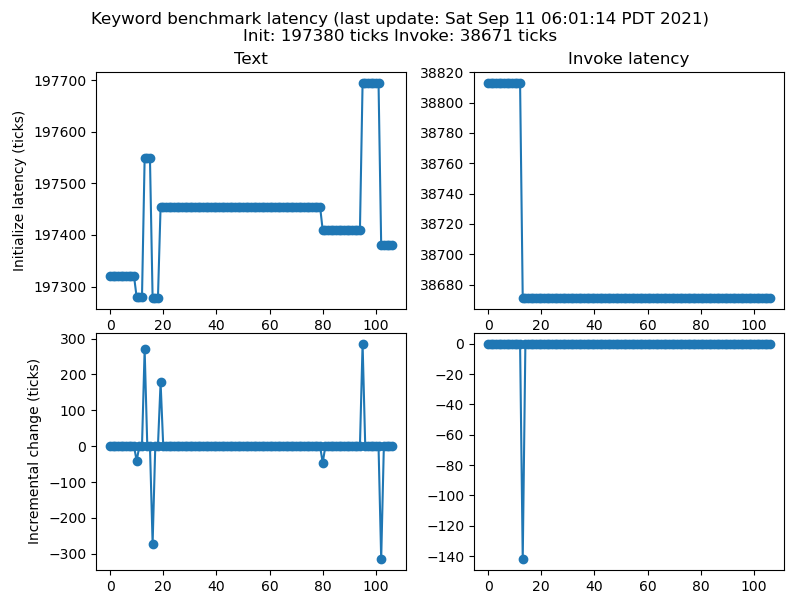 Keyword benchmark latency (last update: Sat Sep 11 06:01:14 PDT 2021)
Init: 197380 ticks Invoke: 38671 ticks
Text
Invoke latency
Initialize latency (ticks)
197700
197600
197500
197400
197300
0 20 40 60 80 100
38820
38800
38780
38760
38740
38720
38700
38680
0 20 40 60 80 100
Incremental change (ticks)
300
200
100
0
−100
−200
−300
0 20 40 60 80 100
0
−20
−40
−60
−80
−100
−120
−140
0 20 40 60 80 100